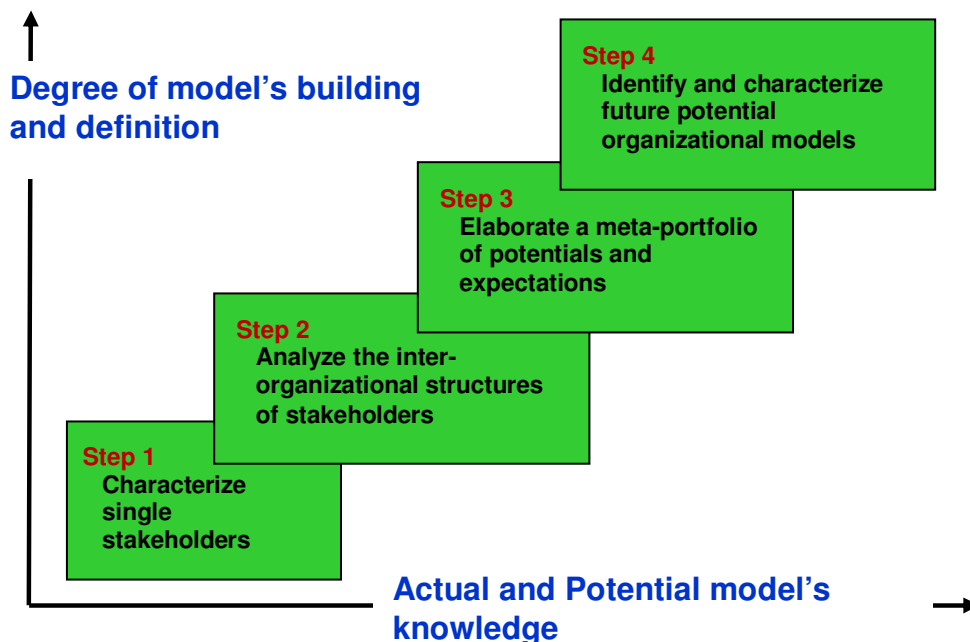 Degree of model’s building
and definition
Step 4
Identify and characterize
future potential
organizational models
Step 3
Elaborate a meta-portfolio
of potentials and
expectations
Step 2
Analyze the inter-
organizational structures
of stakeholders
Step 1
Characterize
single
stakeholders
Actual and Potential model’s
knowledge